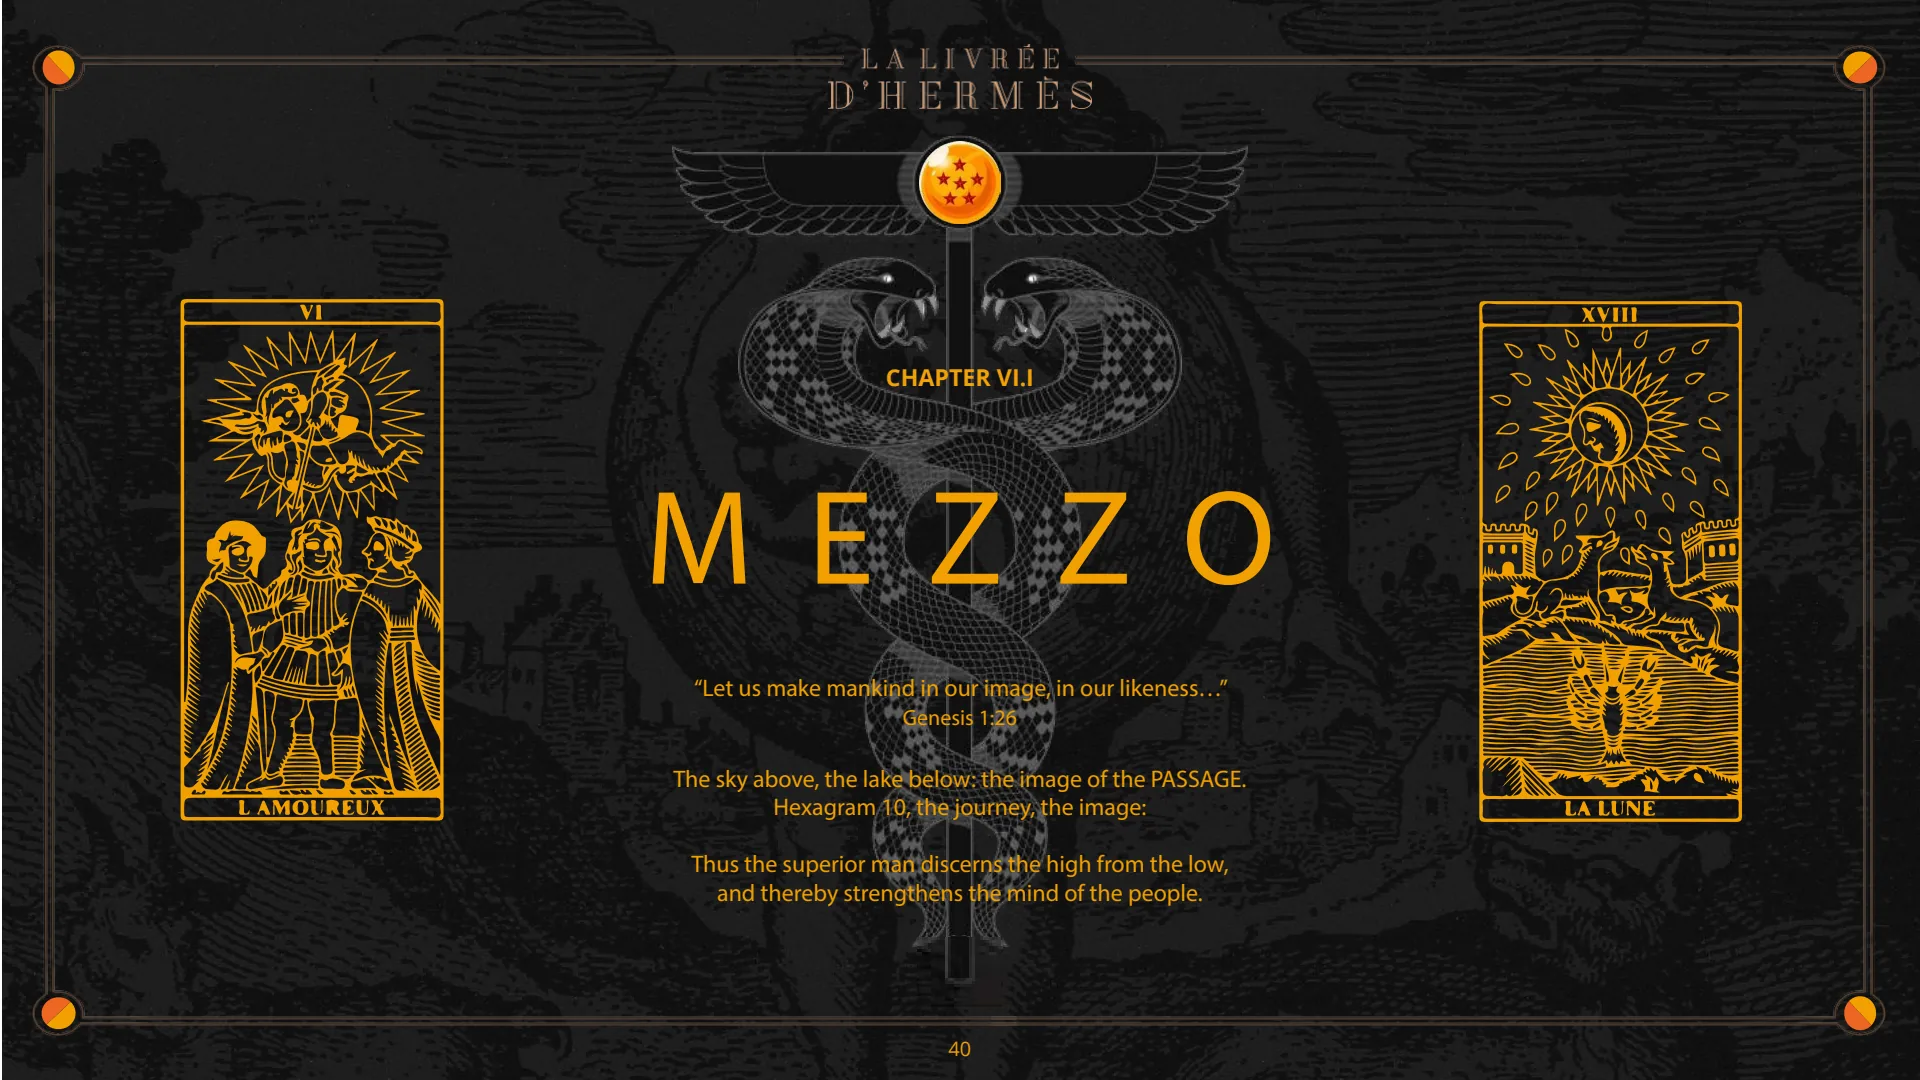 LA LIVRÉE
D'HERMÈS
VI
XVIII
CHAPTER VI.I
MEZZO
“Let us make mankind in our image, in our likeness…”
Genesis 1:26
The sky above, the lake below: the image of the PASSAGE.
Hexagram 10, the journey, the image:
L AMOUREUX
LA LUNE
Thus the superior man discerns the high from the low,
and thereby strengthens the mind of the people.
40